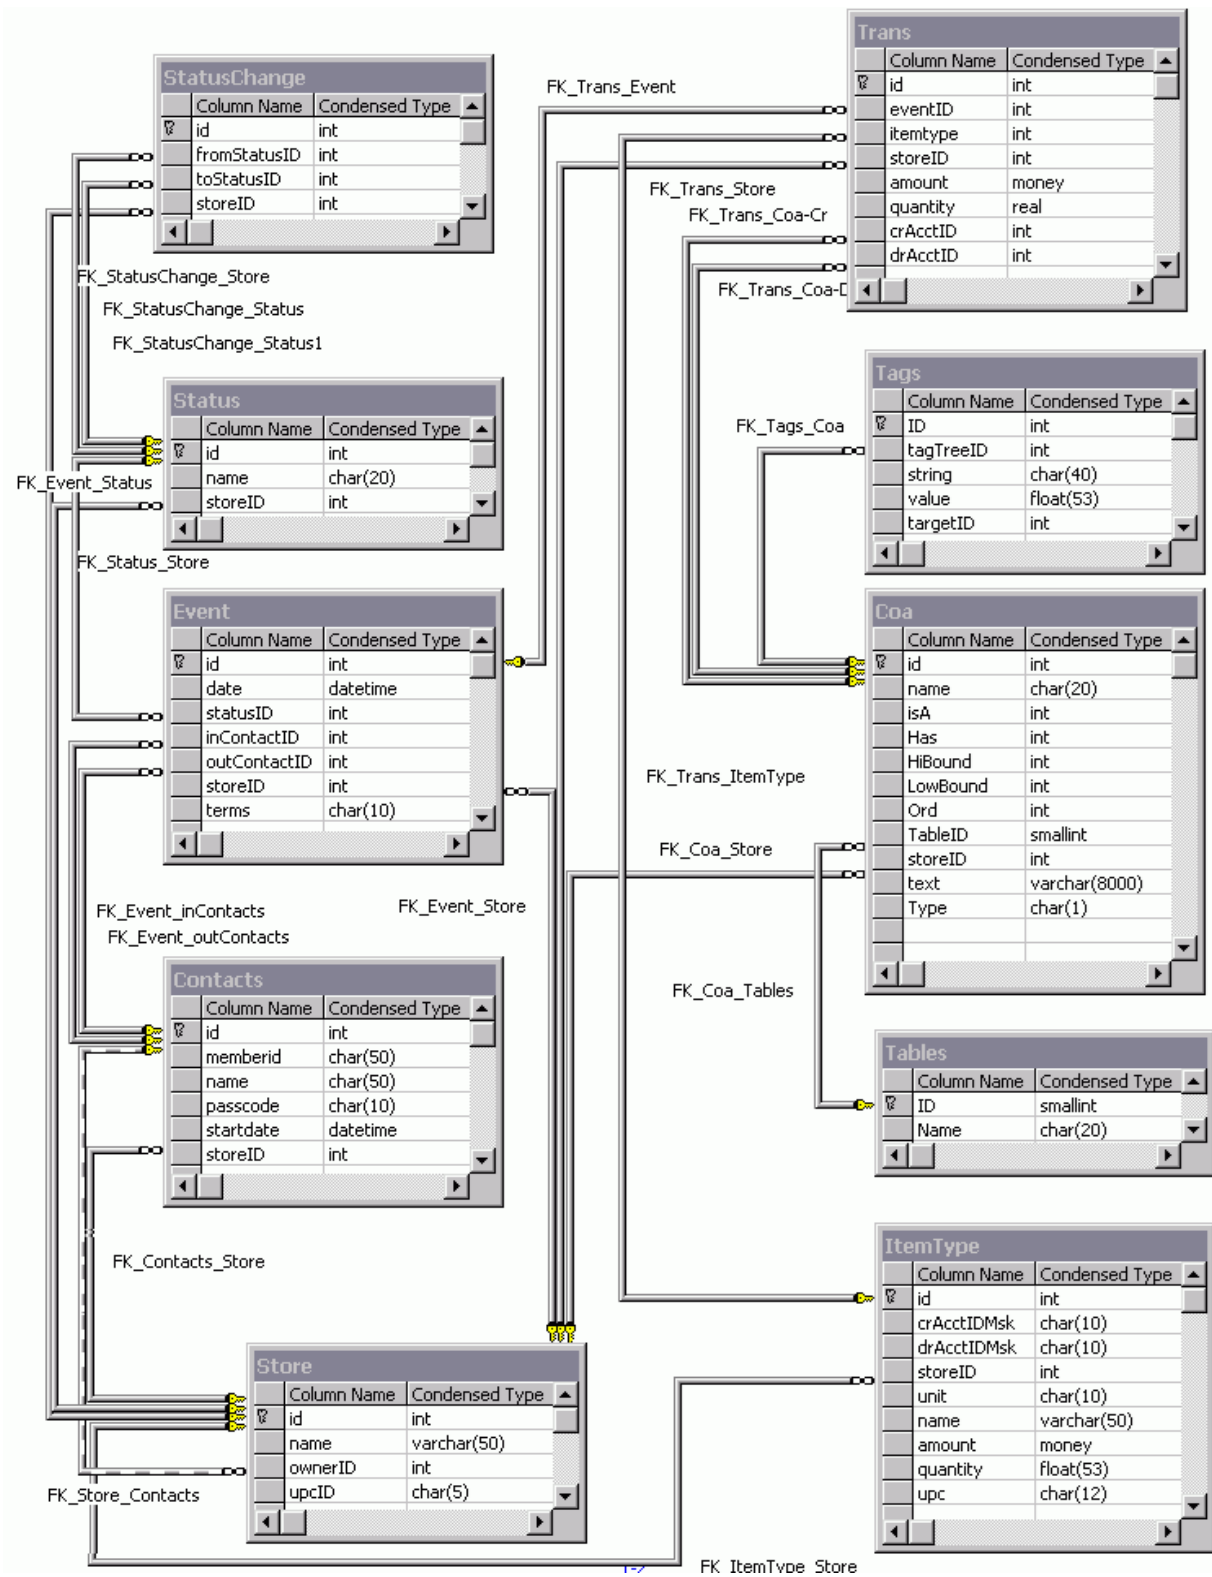 StatusChange
Column Name Condensed Type
id int
fromStatusID int
toStatusID int
storeID int
FK_StatusChange_Store
FK_StatusChange_Status
FK_StatusChange_Status1
Status
Column Name Condensed Type
id int
name char(20)
storeID int
FK_Event_Status
FK_Status_Store
Event
Column Name Condensed Type
id int
date datetime
statusID int
inContactID int
outContactID int
storeID int
terms char(10)
FK_Event_inContacts
FK_Event_outContacts
FK_Event_Store
Contacts
Column Name Condensed Type
id int
memberid char(50)
name char(50)
passcode char(10)
startdate datetime
storeID int
FK_Contacts_Store
Store
Column Name Condensed Type
id int
name varchar(50)
ownerID int
upcID char(5)
FK_Store_Contacts
FK_Trans_Event
Trans
Column Name Condensed Type
id int
eventID int
itemtype int
storeID int
amount money
quantity real
crAcctID int
drAcctID int
FK_Trans_Store
FK_Trans_Coa-Cr
FK_Trans_Coa-D
Tags
Column Name Condensed Type
ID int
tagTreeID int
string char(40)
value float(53)
targetID int
FK_Tags_Coa
Coa
Column Name Condensed Type
id int
name char(20)
isA int
Has int
HiBound int
LowBound int
Ord int
TableID smallint
storeID int
text varchar(8000)
Type char(1)
FK_Trans_ItemType
FK_Coa_Store
FK_Coa_Tables
Tables
Column Name Condensed Type
ID smallint
Name char(20)
ItemType
Column Name Condensed Type
id int
crAcctIDMsk char(10)
drAcctIDMsk char(10)
storeID int
unit char(10)
name varchar(50)
amount money
quantity float(53)
upc char(12)
FK_ItemType_Store